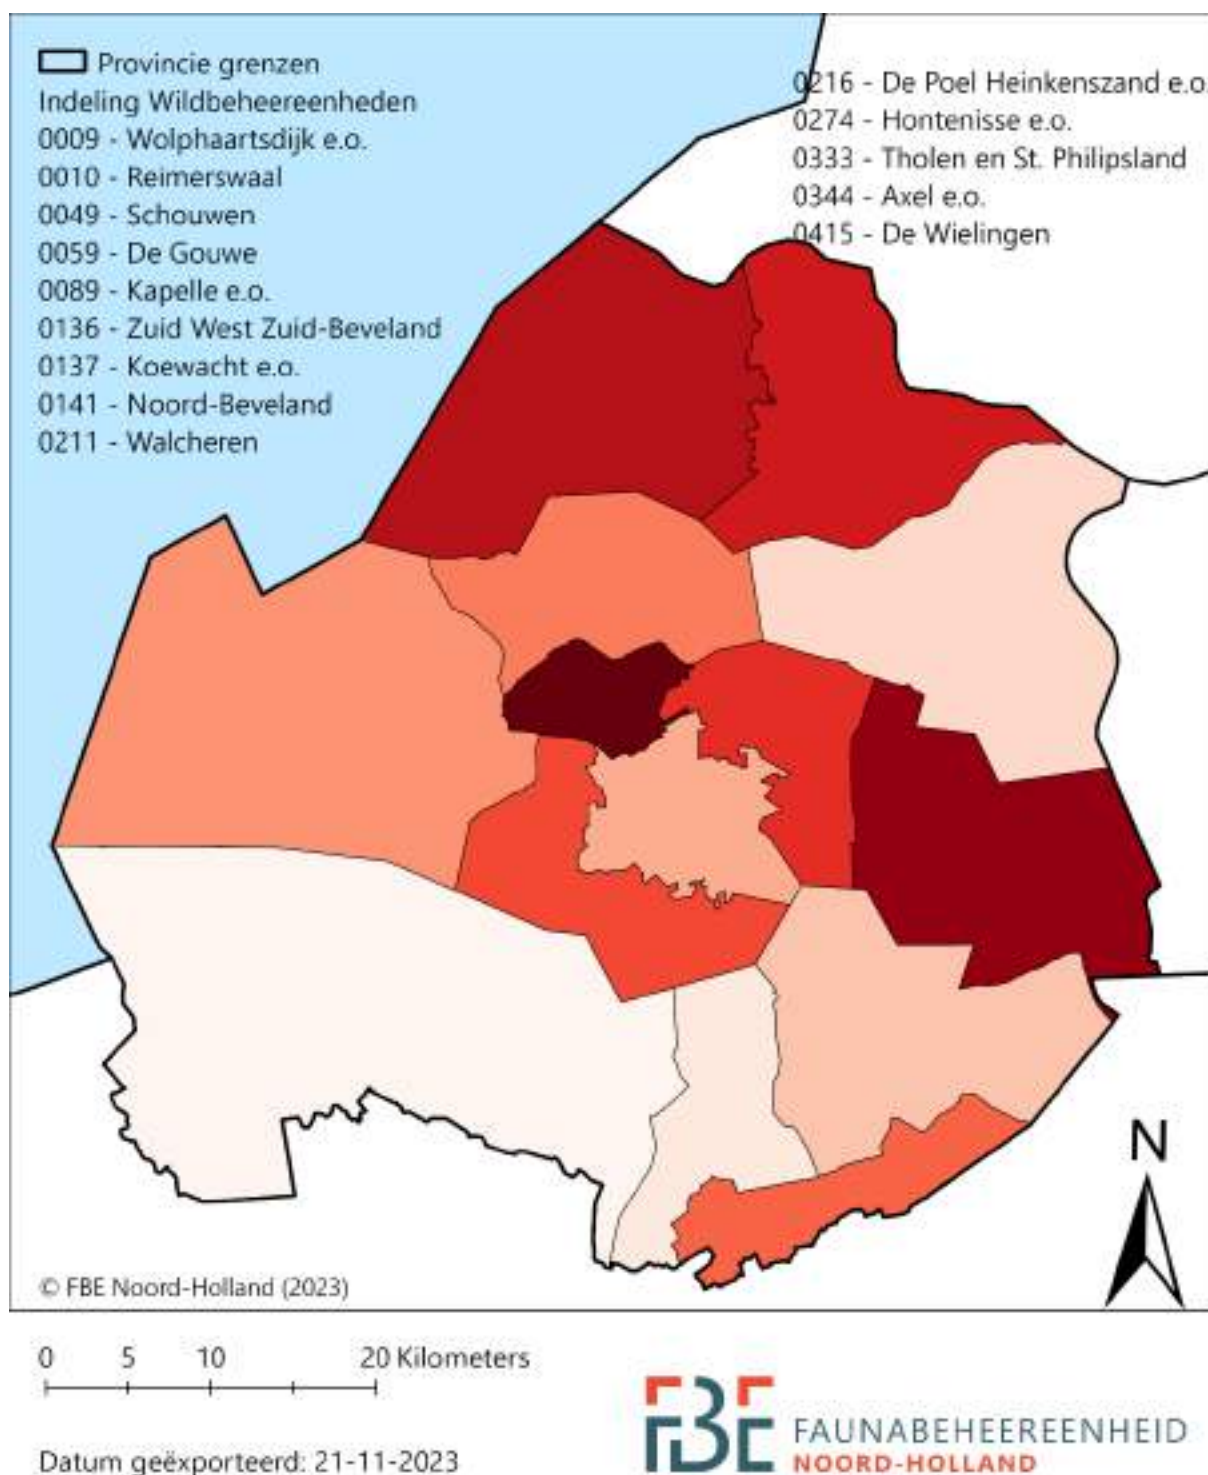 Provincie grenzen
Indeling Wildbeheereenheden
0009 - Wolphaartsdijk e.o.
0010 - Reimerswaal
0049 - Schouwen
0059 - De Gouwe
0089 - Kapelle e.o.
0136 - Zuid West Zuid-Beveland
0137 - Koewacht e.o.
0141 - Noord-Beveland
0211 - Walcheren
0216 - De Poel Heinkenszand e.o.
0274 - Hontenisse e.o.
0333 - Tholen en St. Philipsland
0344 - Axel e.o.
0415 - De Wielingen
N
© FBE Noord-Holland (2023)
0 5 10 20 Kilometers
Datum geëxporteerd: 21-11-2023
FBE
FAUNABEHEEREENHEID
NOORD-HOLLAND